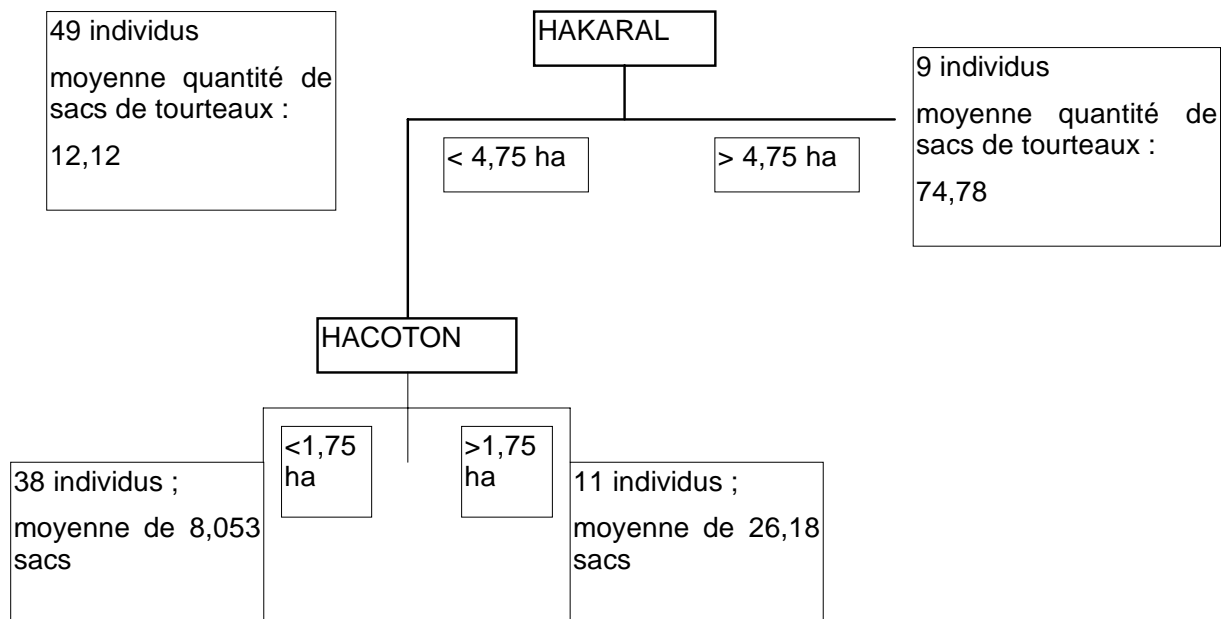 49 individus
moyenne quantité de
sacs de tourteaux :
12,12
HAKARAL
9 individus
moyenne quantité de
sacs de tourteaux :
74,78
< 4,75 ha
> 4,75 ha
HACOTON
<1,75
ha
>1,75
ha
38 individus ;
moyenne de 8,053
sacs
11 individus ;
moyenne de 26,18
sacs